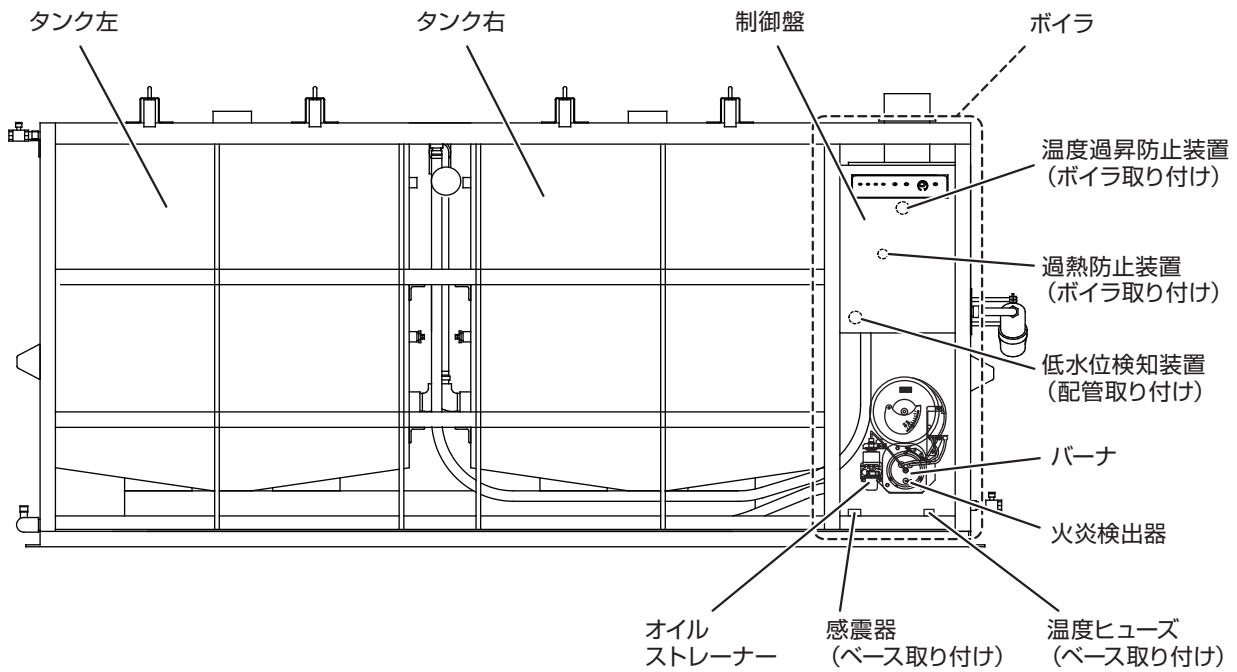 タンク左
タンク右
制御盤
ボイラ
温度過昇防止装置
（ボイラ取り付け）
過熱防止装置
（ボイラ取り付け）
低水位検知装置
（配管取り付け）
バーナ
火炎検出器
オイル
ストレーナー
感震器
（ベース取り付け）
温度ヒューズ
（ベース取り付け）